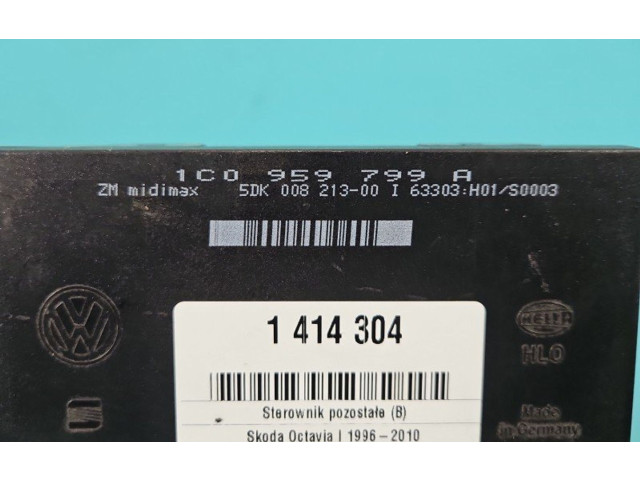 1C0 959 799 A
ZM midimax 5DK 008 213-00 I 63303:H01/S0003
1 414 304
HELLA
HLO
Sterownik pozostałe (B)
Made in Germany
Skoda Octavia I 1996-2010